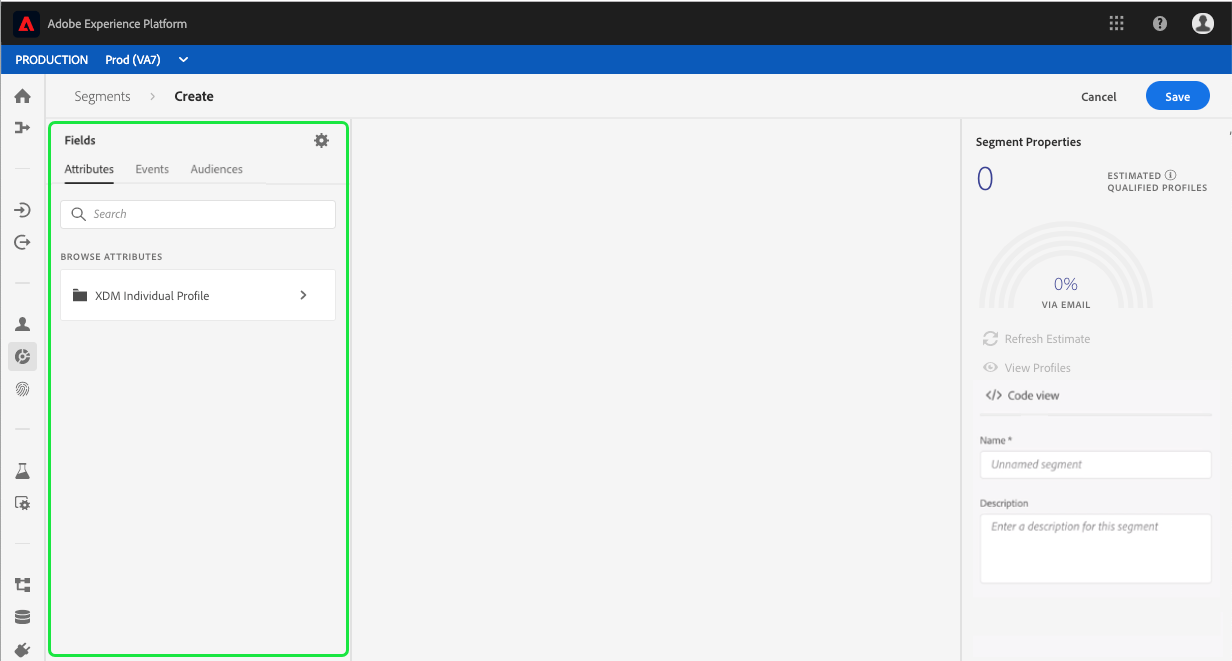 Adobe Experience Platform
PRODUCTION Prod (VA7)
Segments > Create
Cancel
Save
Fields
Attributes Events Audiences
Search
BROWSE ATTRIBUTES
XDM Individual Profile
Segment Properties
0
ESTIMATED
QUALIFIED PROFILES
0%
VIA EMAIL
Refresh Estimate
View Profiles
</> Code view
Name *
Unnamed segment
Description
Enter a description for this segment